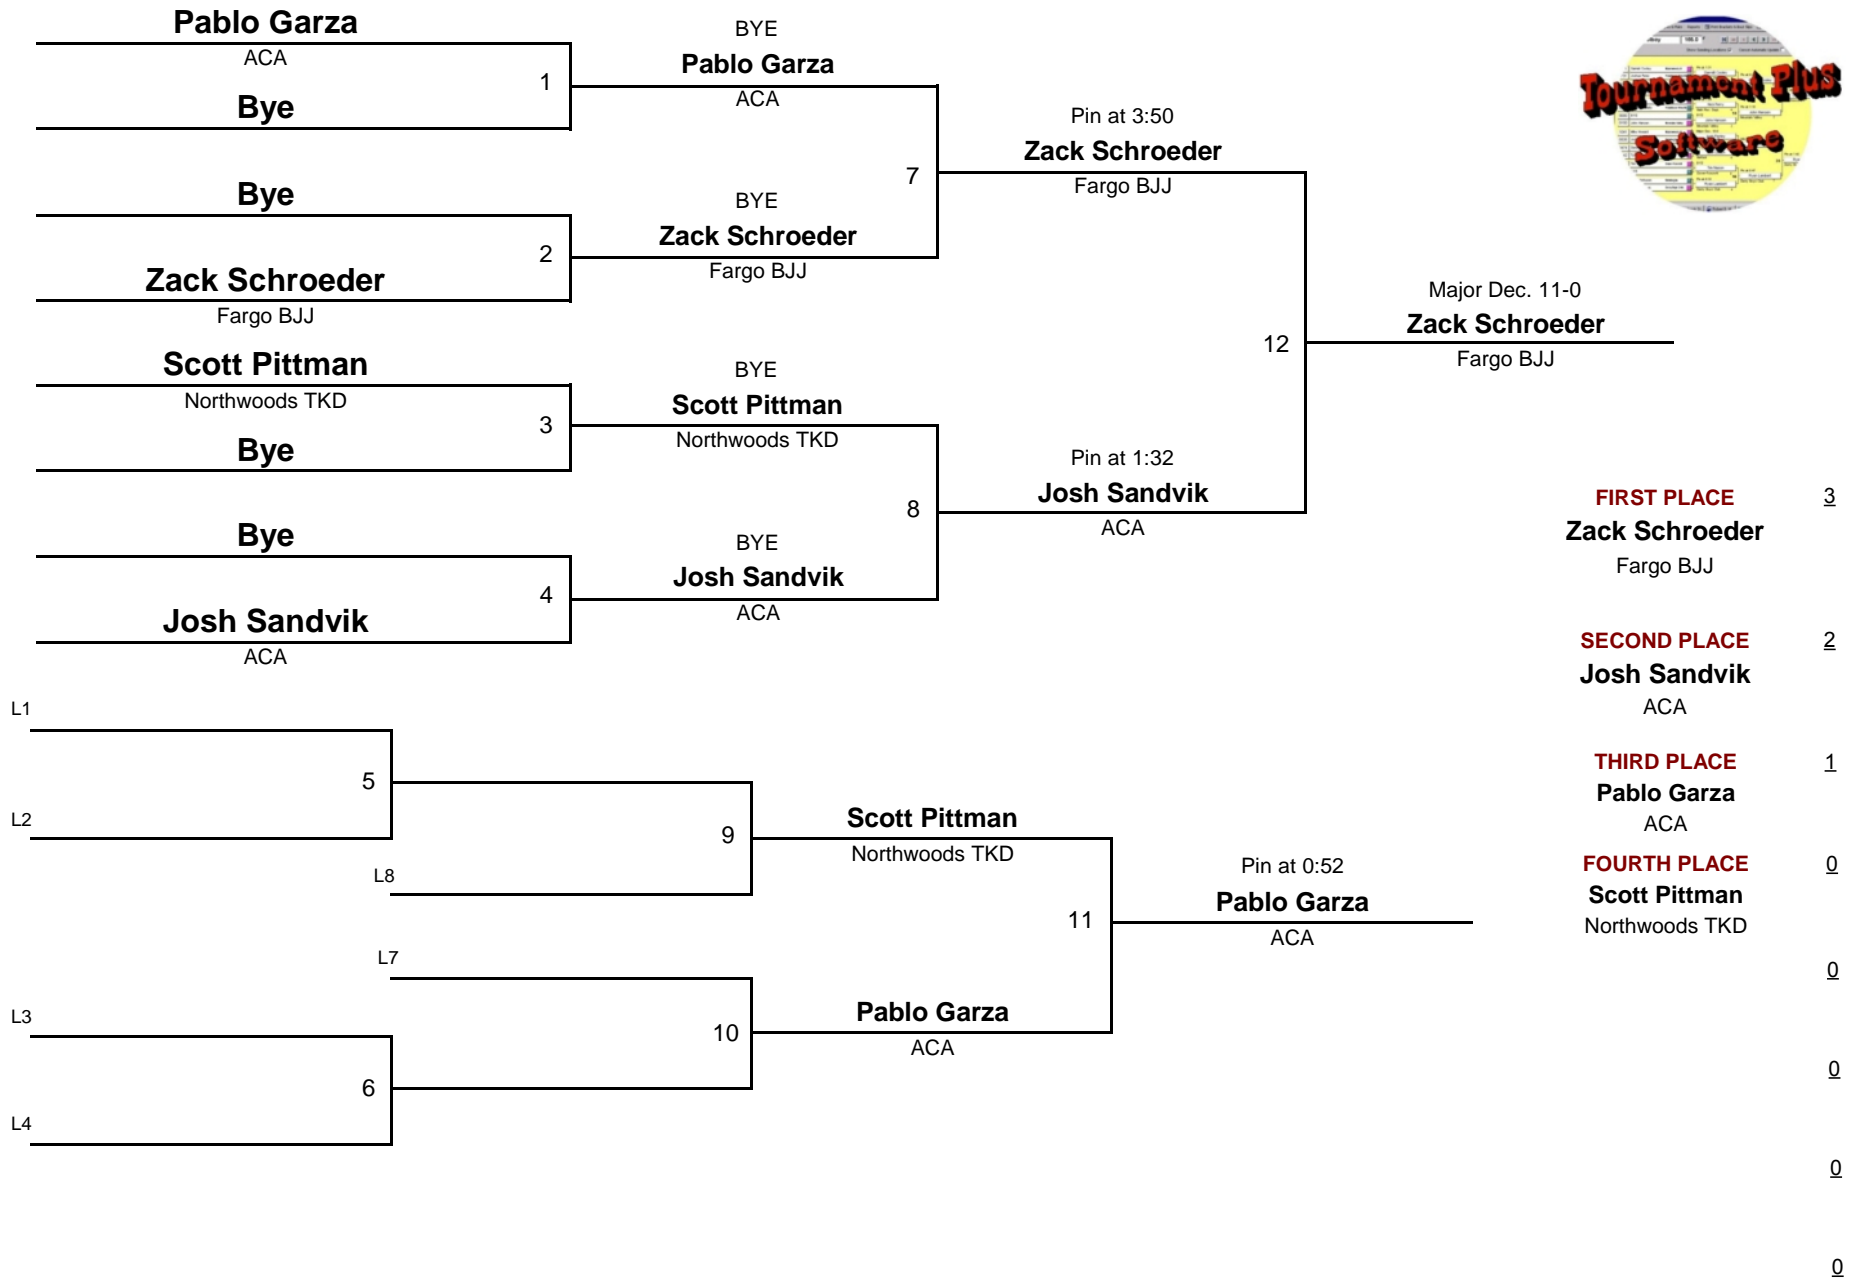 Pablo Garza
ACA
1
Bye
BYE
Pablo Garza
ACA
Bye
2
Zack Schroeder
Fargo BJJ
BYE
Zack Schroeder
Fargo BJJ
7
Pin at 3:50
Zack Schroeder
Fargo BJJ
Scott Pittman
Northwoods TKD
3
Bye
BYE
Scott Pittman
Northwoods TKD
Bye
4
Josh Sandvik
ACA
BYE
Josh Sandvik
ACA
8
Pin at 1:32
Josh Sandvik
ACA
12
Major Dec. 11-0
Zack Schroeder
Fargo BJJ
Tournament Plus
Software
FIRST PLACE 3
Zack Schroeder
Fargo BJJ
SECOND PLACE 2
Josh Sandvik
ACA
THIRD PLACE 1
Pablo Garza
ACA
FOURTH PLACE 0
Scott Pittman
Northwoods TKD
0
0
0
0
L1
5
L2
9
L8
Scott Pittman
Northwoods TKD
L7
L3
10
6
L4
Pablo Garza
ACA
11
Pin at 0:52
Pablo Garza
ACA